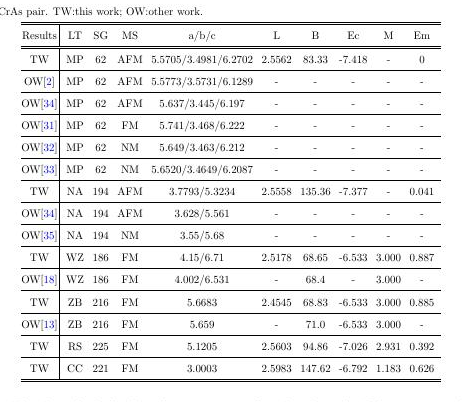 CrAs pair. TW:this work; OW:other work.
Results LT SG MS a/b/c L B Ec M Em
TW MP 62 AFM 5.5705/3.4981/6.2702 2.5562 83.33 -7.418 - 0
OW[2] MP 62 AFM 5.5773/3.5731/6.1289 - - - - -
OW[34] MP 62 AFM 5.637/3.445/6.197 - - - - -
OW[31] MP 62 FM 5.741/3.468/6.222 - - - - -
OW[32] MP 62 NM 5.649/3.463/6.212 - - - - -
OW[33] MP 62 NM 5.6520/3.4649/6.2087 - - - - -
TW NA 194 AFM 3.7793/5.3234 2.5558 135.36 -7.377 - 0.041
OW[34] NA 194 AFM 3.628/5.561 - - - - -
OW[35] NA 194 NM 3.55/5.68 - - - - -
TW WZ 186 FM 4.15/6.71 2.5178 68.65 -6.533 3.000 0.887
OW[18] WZ 186 FM 4.002/6.531 - 68.4 - 3.000
TW ZB 216 FM 5.6683 2.4545 68.83 -6.533 3.000 0.885
OW[13] ZB 216 FM 5.659 - 71.0 -6.533 3.000 -
TW RS 225 FM 5.1205 2.5603 94.86 -7.026 2.931 0.392
TW CC 221 FM 3.0003 2.5983 147.62 -6.792 1.183 0.626